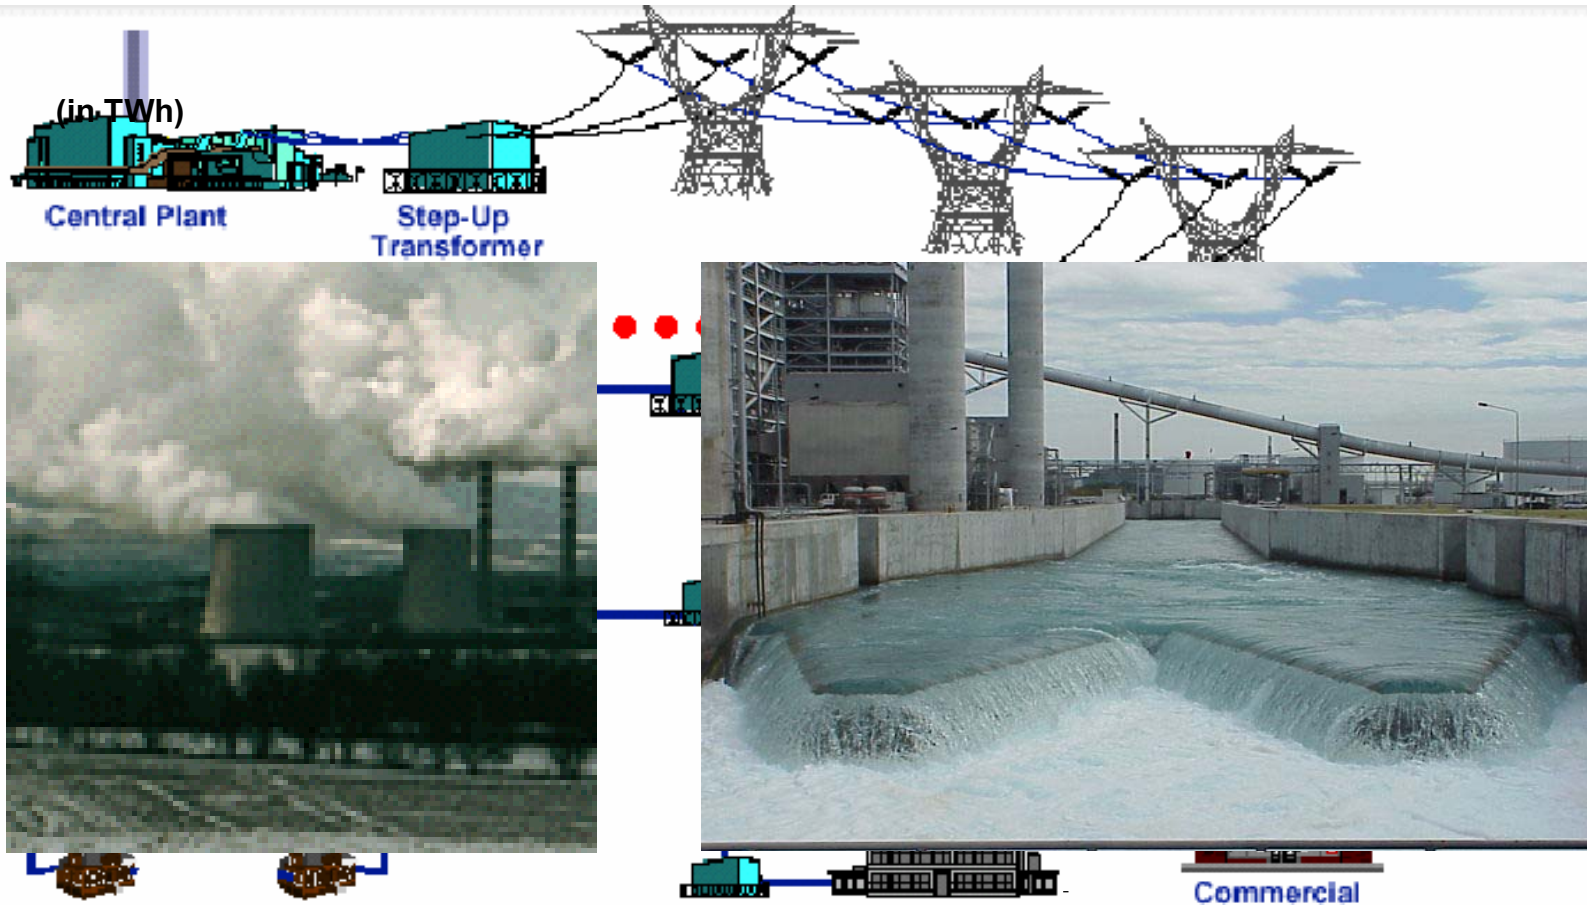 (in TWh)
Central Plant
Step-Up
Transformer
Commercial